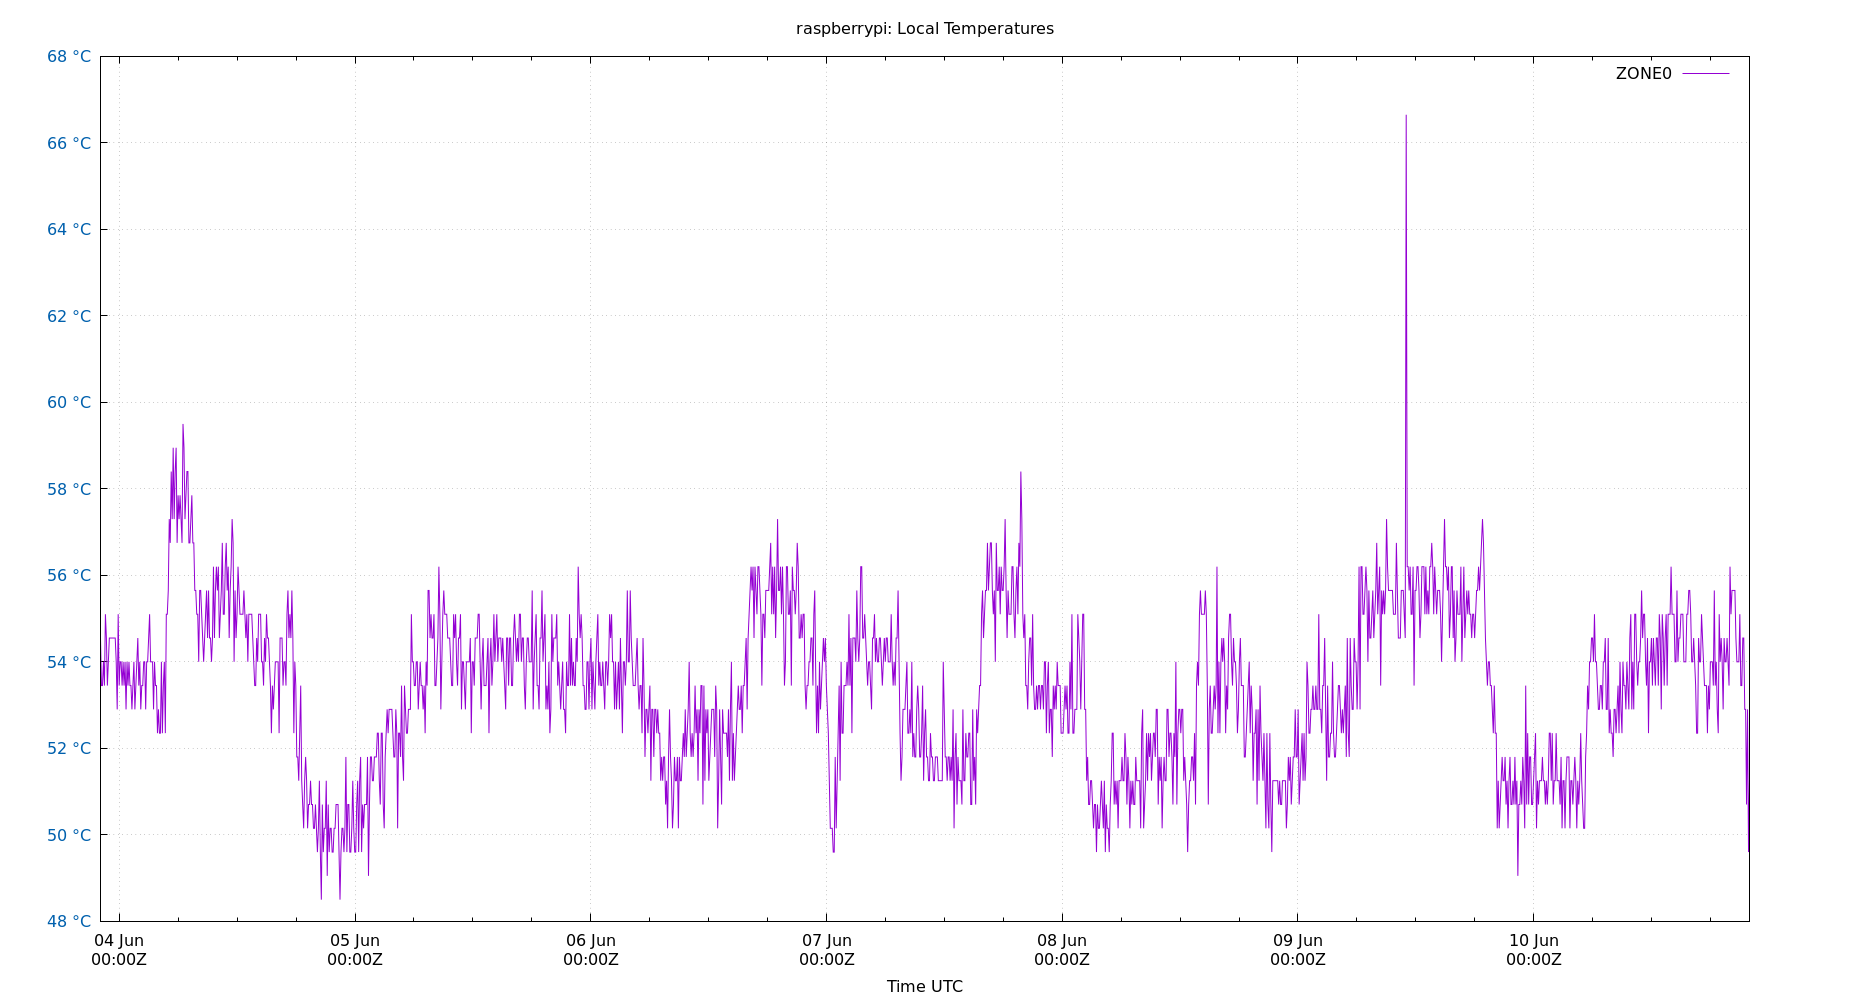 raspberrypi: Local Temperatures
68 °C
ZONE0
66 °C
64 °C
62 °C
60 °C
58 °C
56 °C
54 °C
52 °C
50 °C
48 °C
04 Jun 05 Jun 06 Jun 07 Jun 08 Jun 09 Jun 10 Jun
00:00Z 00:00Z 00:00Z 00:00Z 00:00Z 00:00Z 00:00Z
Time UTC